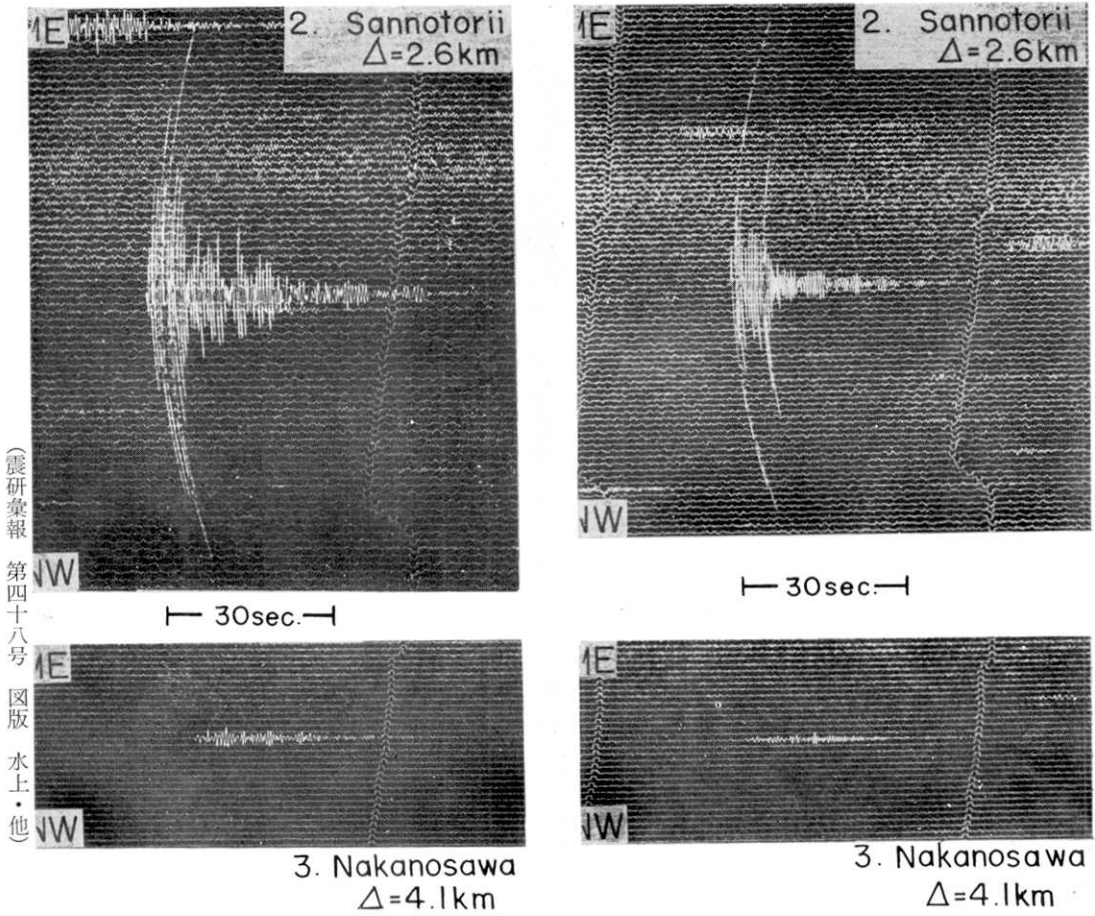 ME
2. Sannotorii
Δ=2.6km
NW
ME
2. Sannotorii
Δ=2.6km
NW
├─ 30sec. ─┤
├─ 30sec. ─┤
ME
NW
3. Nakanosawa
Δ=4.1km
ME
NW
3. Nakanosawa
Δ=4.1km
（震研彙報 第四十八号 図版 水上・他）